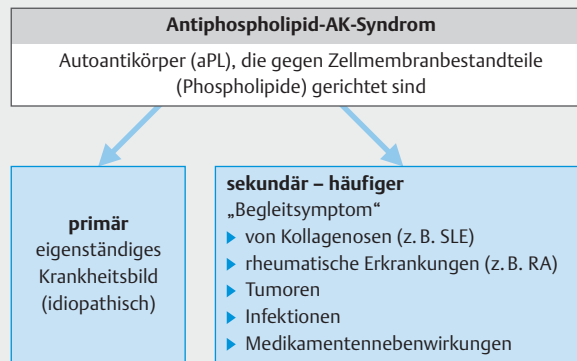 Antiphospholipid-AK-Syndrom
Autoantikörper (aPL), die gegen Zellmembranbestandteile
(Phospholipide) gerichtet sind
primär
eigenständiges
Krankheitsbild
(idiopathisch)
sekundär – häufiger
„Begleitsymptom“
▶ von Kollagenosen (z. B. SLE)
▶ rheumatische Erkrankungen (z. B. RA)
▶ Tumoren
▶ Infektionen
▶ Medikamentennebenwirkungen